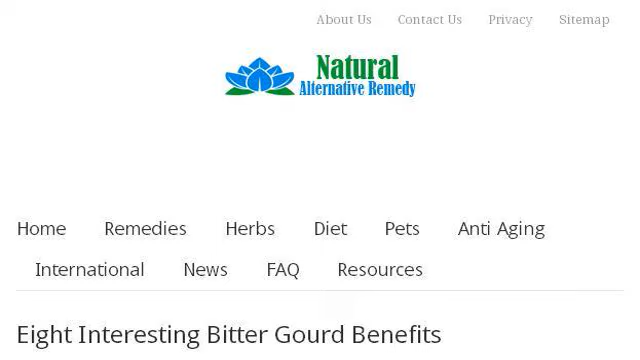 About Us Contact Us Privacy Sitemap
Natural
Alternative Remedy
Home Remedies Herbs Diet Pets Anti Aging
International News FAQ Resources
Eight Interesting Bitter Gourd Benefits